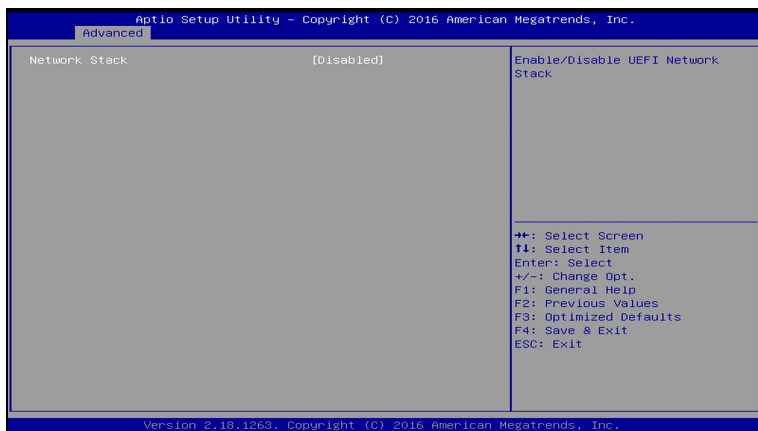 Aptio Setup Utility – Copyright (C) 2016 American Megatrends, Inc.
Advanced
Network Stack [Disabled]
Enable/Disable UEFI Network
Stack
→←: Select Screen
↑↓: Select Item
Enter: Select
+/-: Change Opt.
F1: General Help
F2: Previous Values
F3: Optimized Defaults
F4: Save & Exit
ESC: Exit
Version 2.18.1263. Copyright (C) 2016 American Megatrends, Inc.